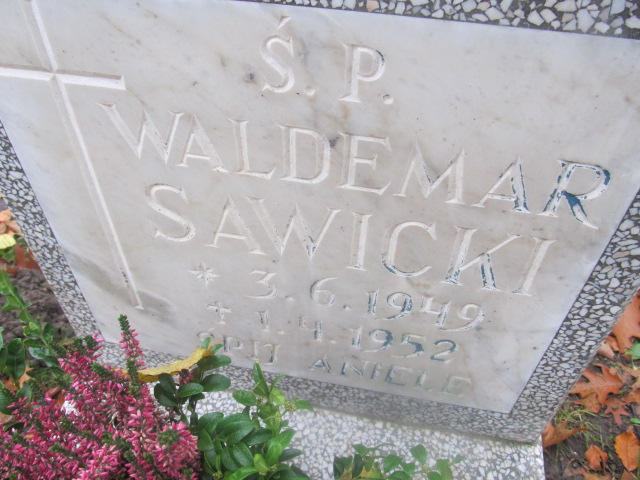 Ś. P.
WALDEMAR
SAWICKI
* 3. 6. 1949
+ 1. 4. 1952
ŚPIJ ANIELE